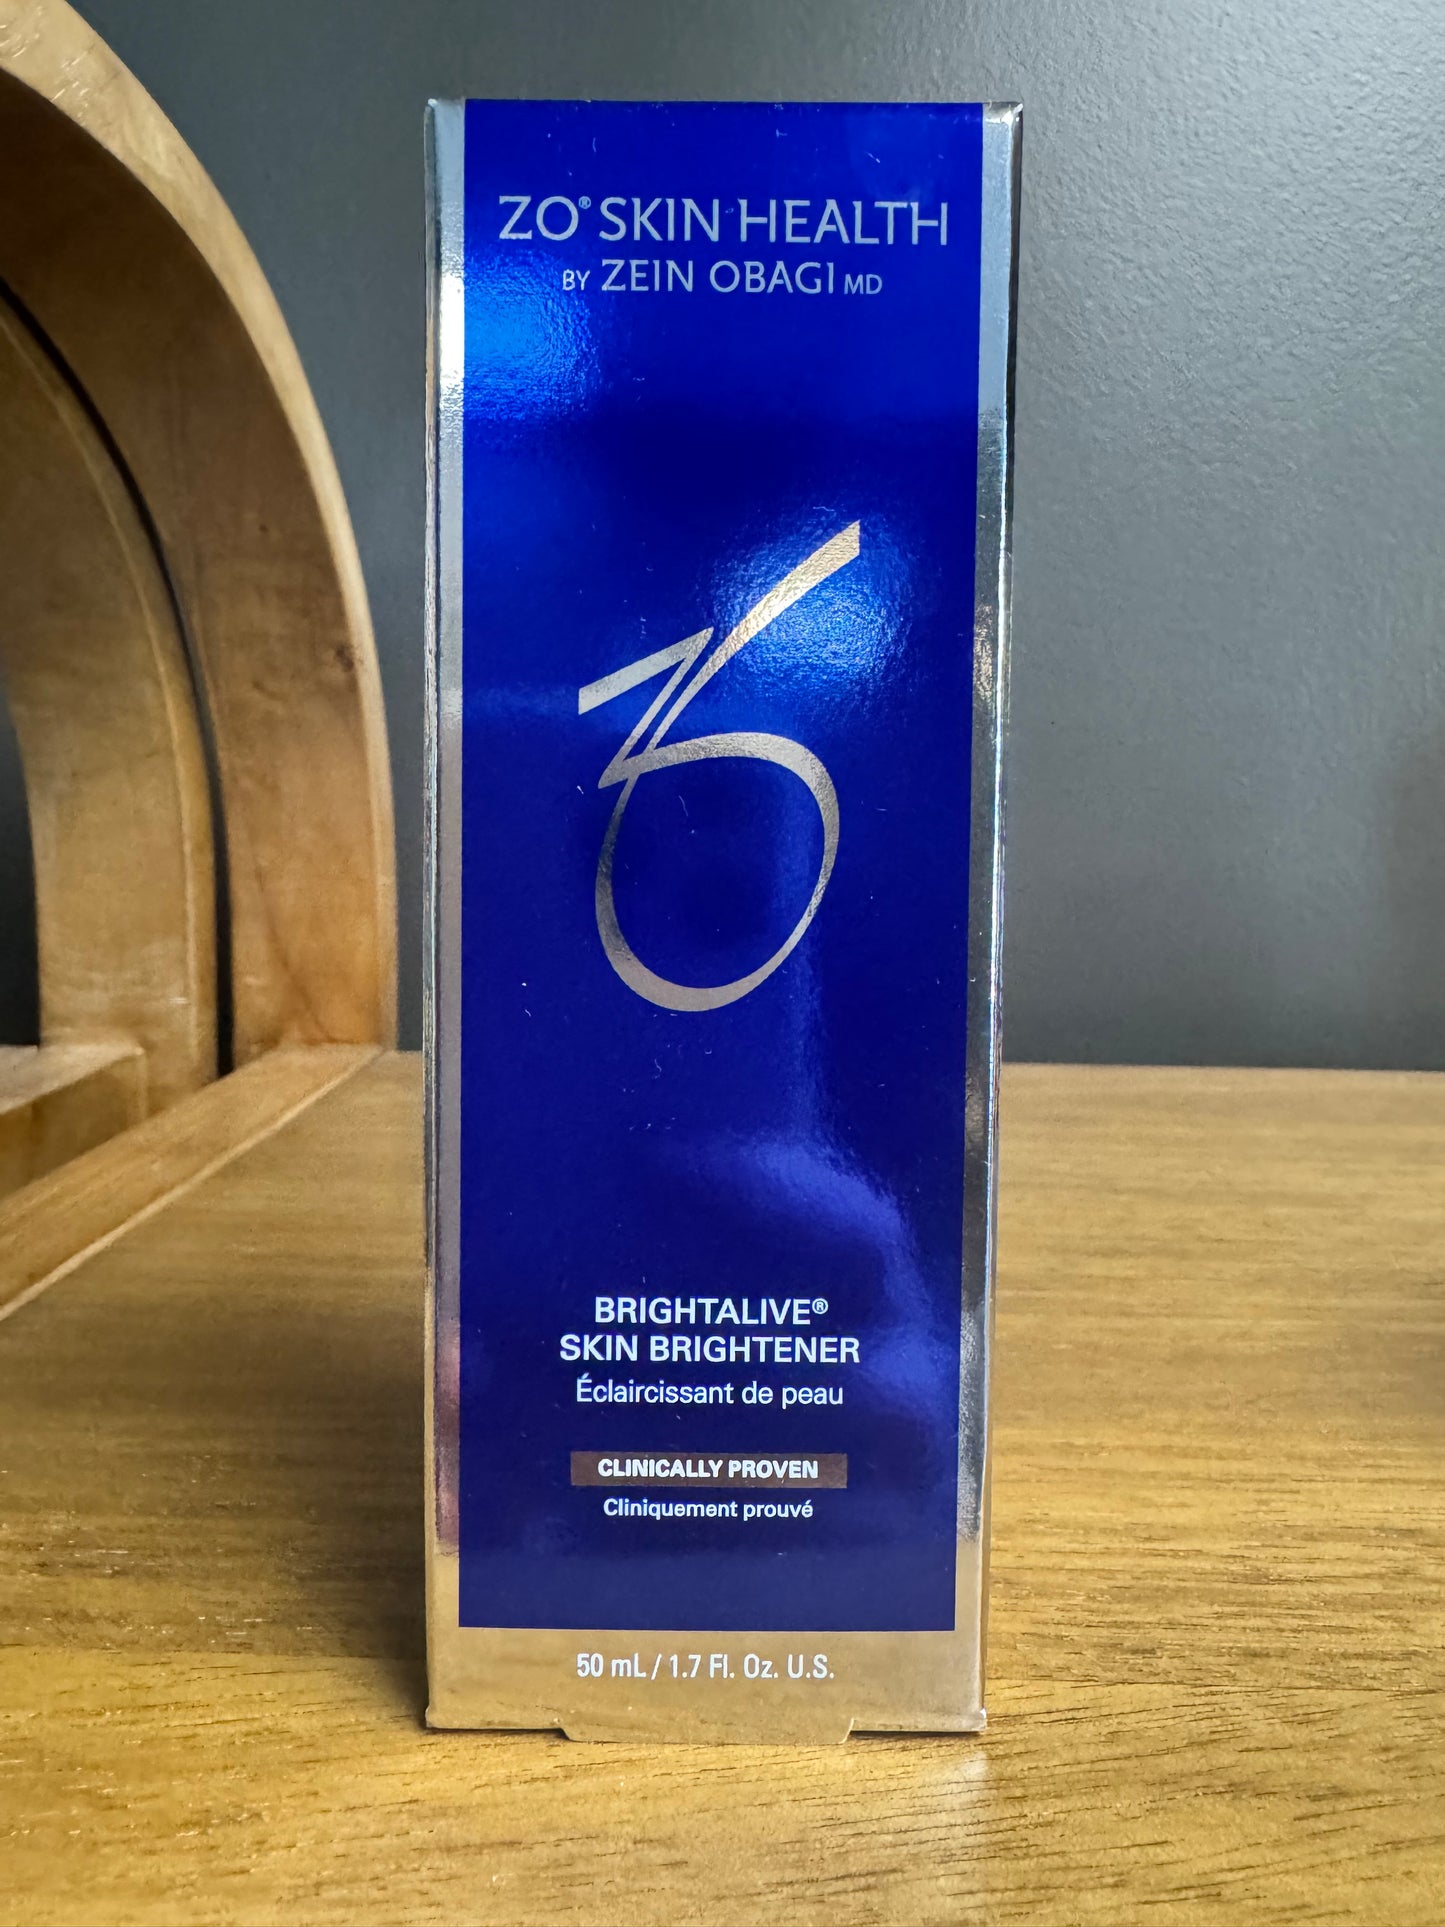 ZO® SKIN HEALTH
BY ZEIN OBAGI MD
BRIGHTALIVE®
SKIN BRIGHTENER
Éclaircissant de peau
CLINICALLY PROVEN
Cliniquement prouvé
50 mL / 1.7 Fl. Oz. U.S.